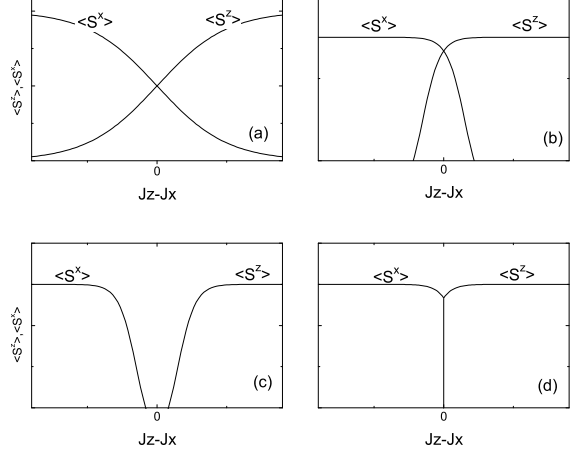 <S^x>
<S^z>
<S^z>,<S^x>
(a)
0
Jz-Jx
<S^x>
<S^z>
(b)
0
Jz-Jx
<S^x>
<S^z>
<S^z>,<S^x>
(c)
0
Jz-Jx
<S^x>
<S^z>
(d)
0
Jz-Jx